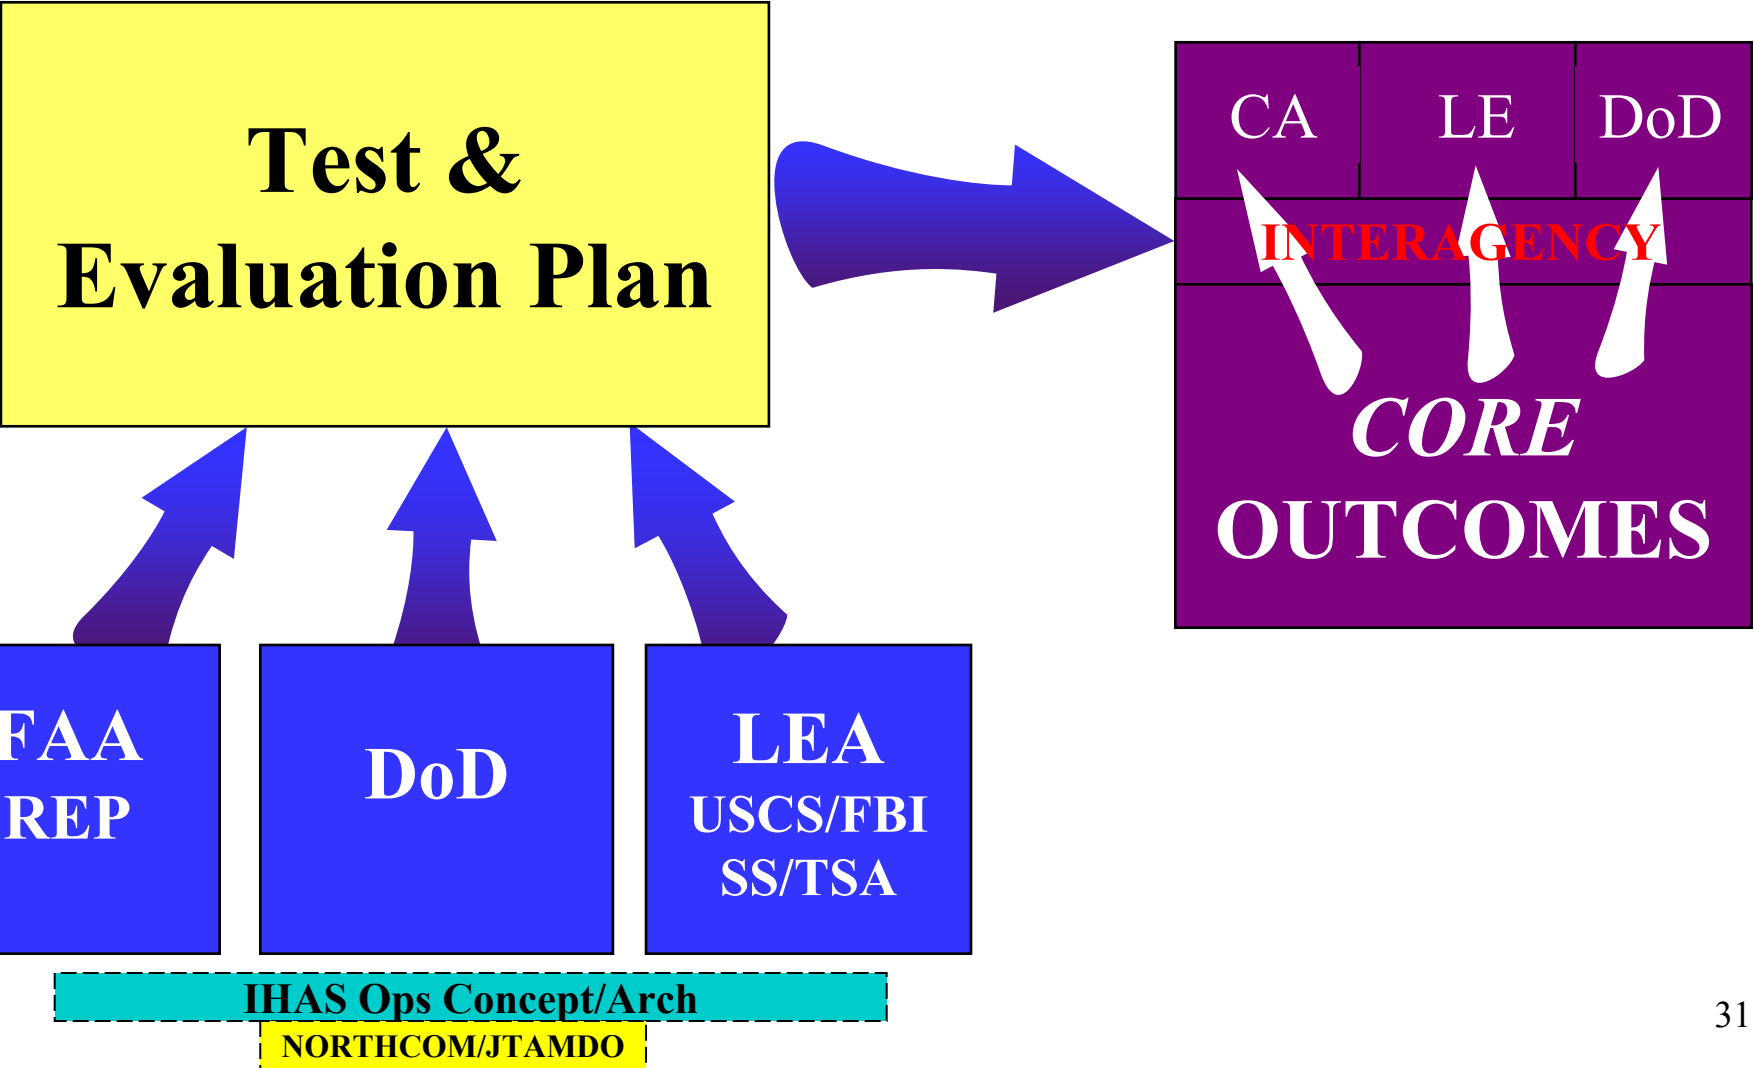 Test &
Evaluation Plan
CA
LE
DoD
INTERAGENCY
CORE
OUTCOMES
FAA
REP
DoD
LEA
USCS/FBI
SS/TSA
IHAS Ops Concept/Arch
NORTHCOM/JTAMDO
31